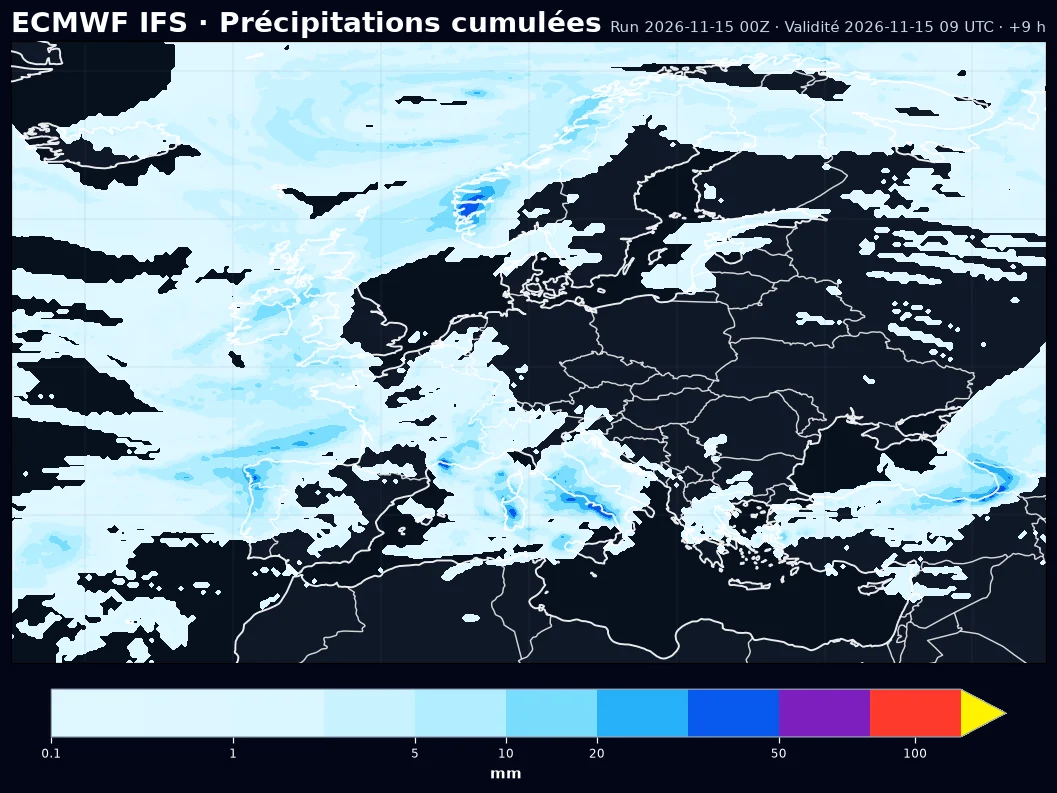 ECMWF IFS · Précipitations cumulées
Run 2026-11-15 00Z · Validité 2026-11-15 09 UTC · +9 h
0.1 1 5 10 20 50 100
mm